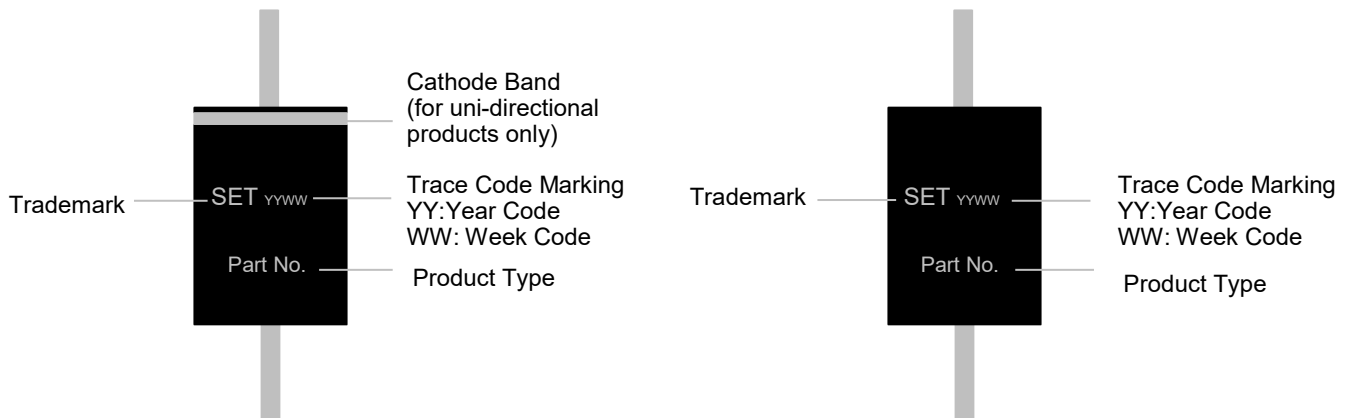 Cathode Band
(for uni-directional
products only)
Trademark
SET YYWW
Trace Code Marking
YY:Year Code
WW: Week Code
Part No.
Product Type
Trademark
SET YYWW
Trace Code Marking
YY:Year Code
WW: Week Code
Part No.
Product Type